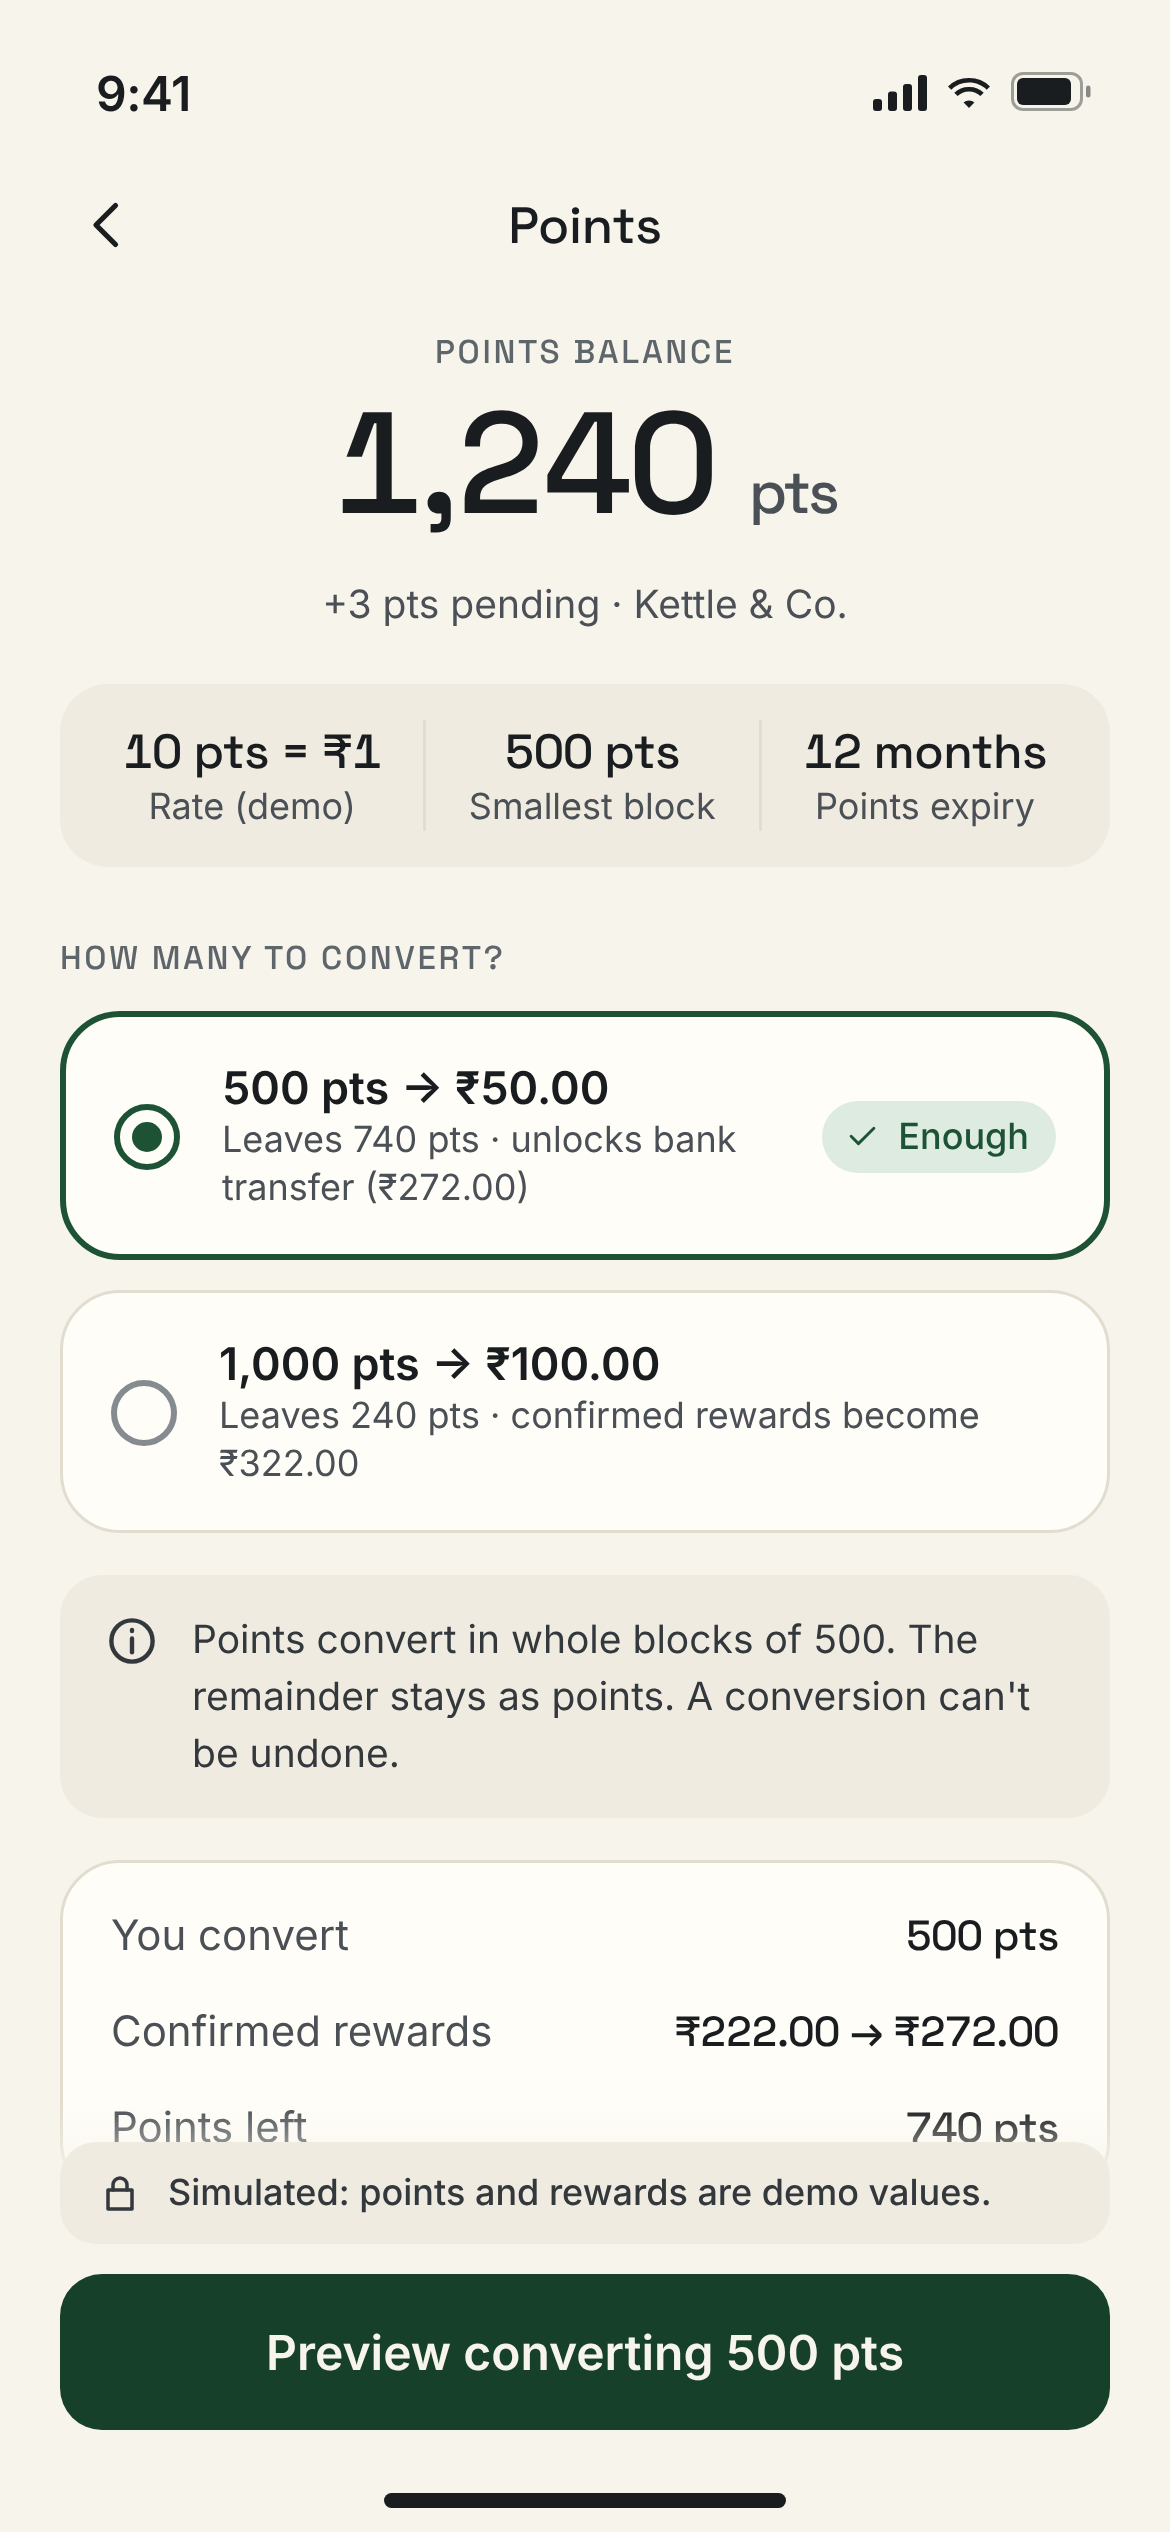 9:41
Points
POINTS BALANCE
1,240 pts
+3 pts pending · Kettle & Co.
10 pts = ₹1
Rate (demo)
500 pts
Smallest block
12 months
Points expiry
HOW MANY TO CONVERT?
500 pts → ₹50.00
Leaves 740 pts · unlocks bank
transfer (₹272.00)
Enough
1,000 pts → ₹100.00
Leaves 240 pts · confirmed rewards become
₹322.00
Points convert in whole blocks of 500. The
remainder stays as points. A conversion can't
be undone.
You convert 500 pts
Confirmed rewards ₹222.00 → ₹272.00
Points left 740 pts
Simulated: points and rewards are demo values.
Preview converting 500 pts